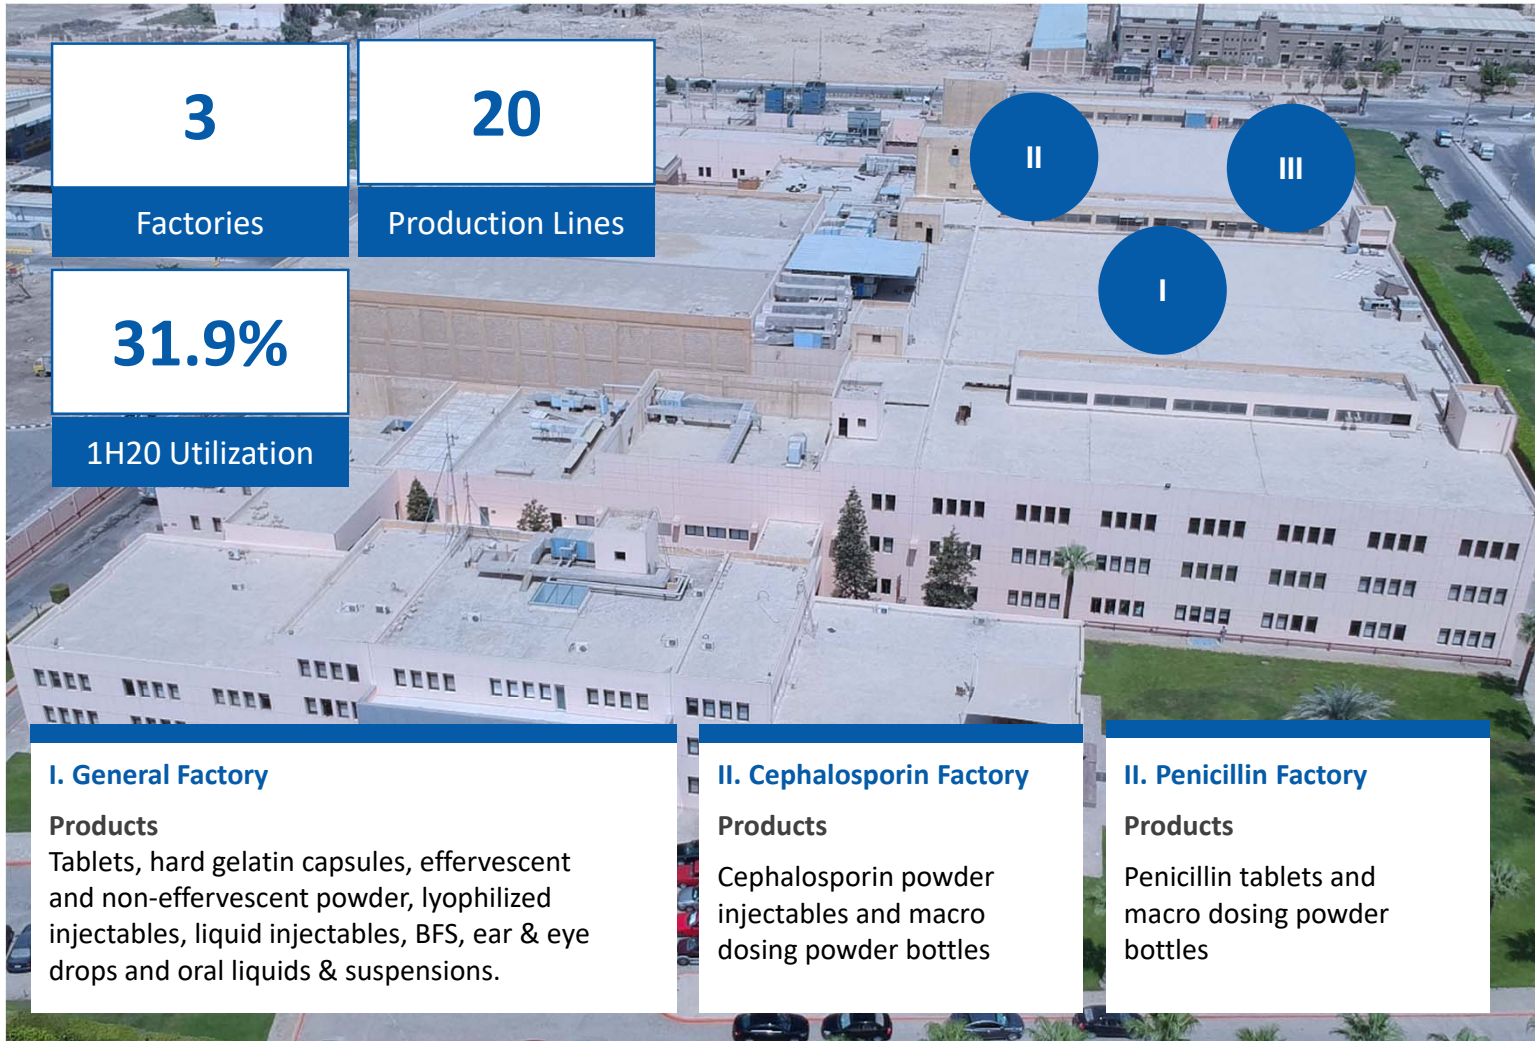 3
Factories
20
Production Lines
31.9%
1H20 Utilization
II
III
I
I. General Factory
Products
Tablets, hard gelatin capsules, effervescent
and non-effervescent powder, lyophilized
injectables, liquid injectables, BFS, ear & eye
drops and oral liquids & suspensions.
II. Cephalosporin Factory
Products
Cephalosporin powder
injectables and macro
dosing powder bottles
II. Penicillin Factory
Products
Penicillin tablets and
macro dosing powder
bottles